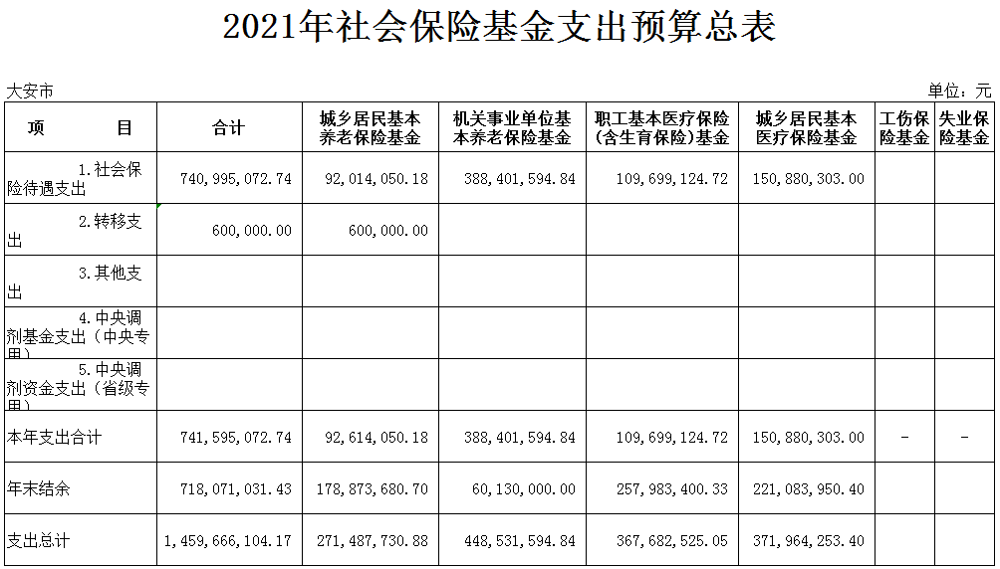 2021年社会保险基金支出预算总表
大安市 单位：元
项 目 合计 城乡居民基本 机关事业单位基 职工基本医疗保险 城乡居民基本 工伤保 失业保
养老保险基金 本养老保险基金 (含生育保险)基金 医疗保险基金 险基金 险基金
1.社会保
险待遇支出 740,995,072.74 92,014,050.18 388,401,594.84 109,699,124.72 150,880,303.00
2.转移支
出 600,000.00 600,000.00
3.其他支
出
4.中央调
剂基金支出（中央专
用）
5.中央调
剂资金支出（省级专
用）
本年支出合计 741,595,072.74 92,614,050.18 388,401,594.84 109,699,124.72 150,880,303.00 - -
年末结余 718,071,031.43 178,873,680.70 60,130,000.00 257,983,400.33 221,083,950.40
支出总计 1,459,666,104.17 271,487,730.88 448,531,594.84 367,682,525.05 371,964,253.40